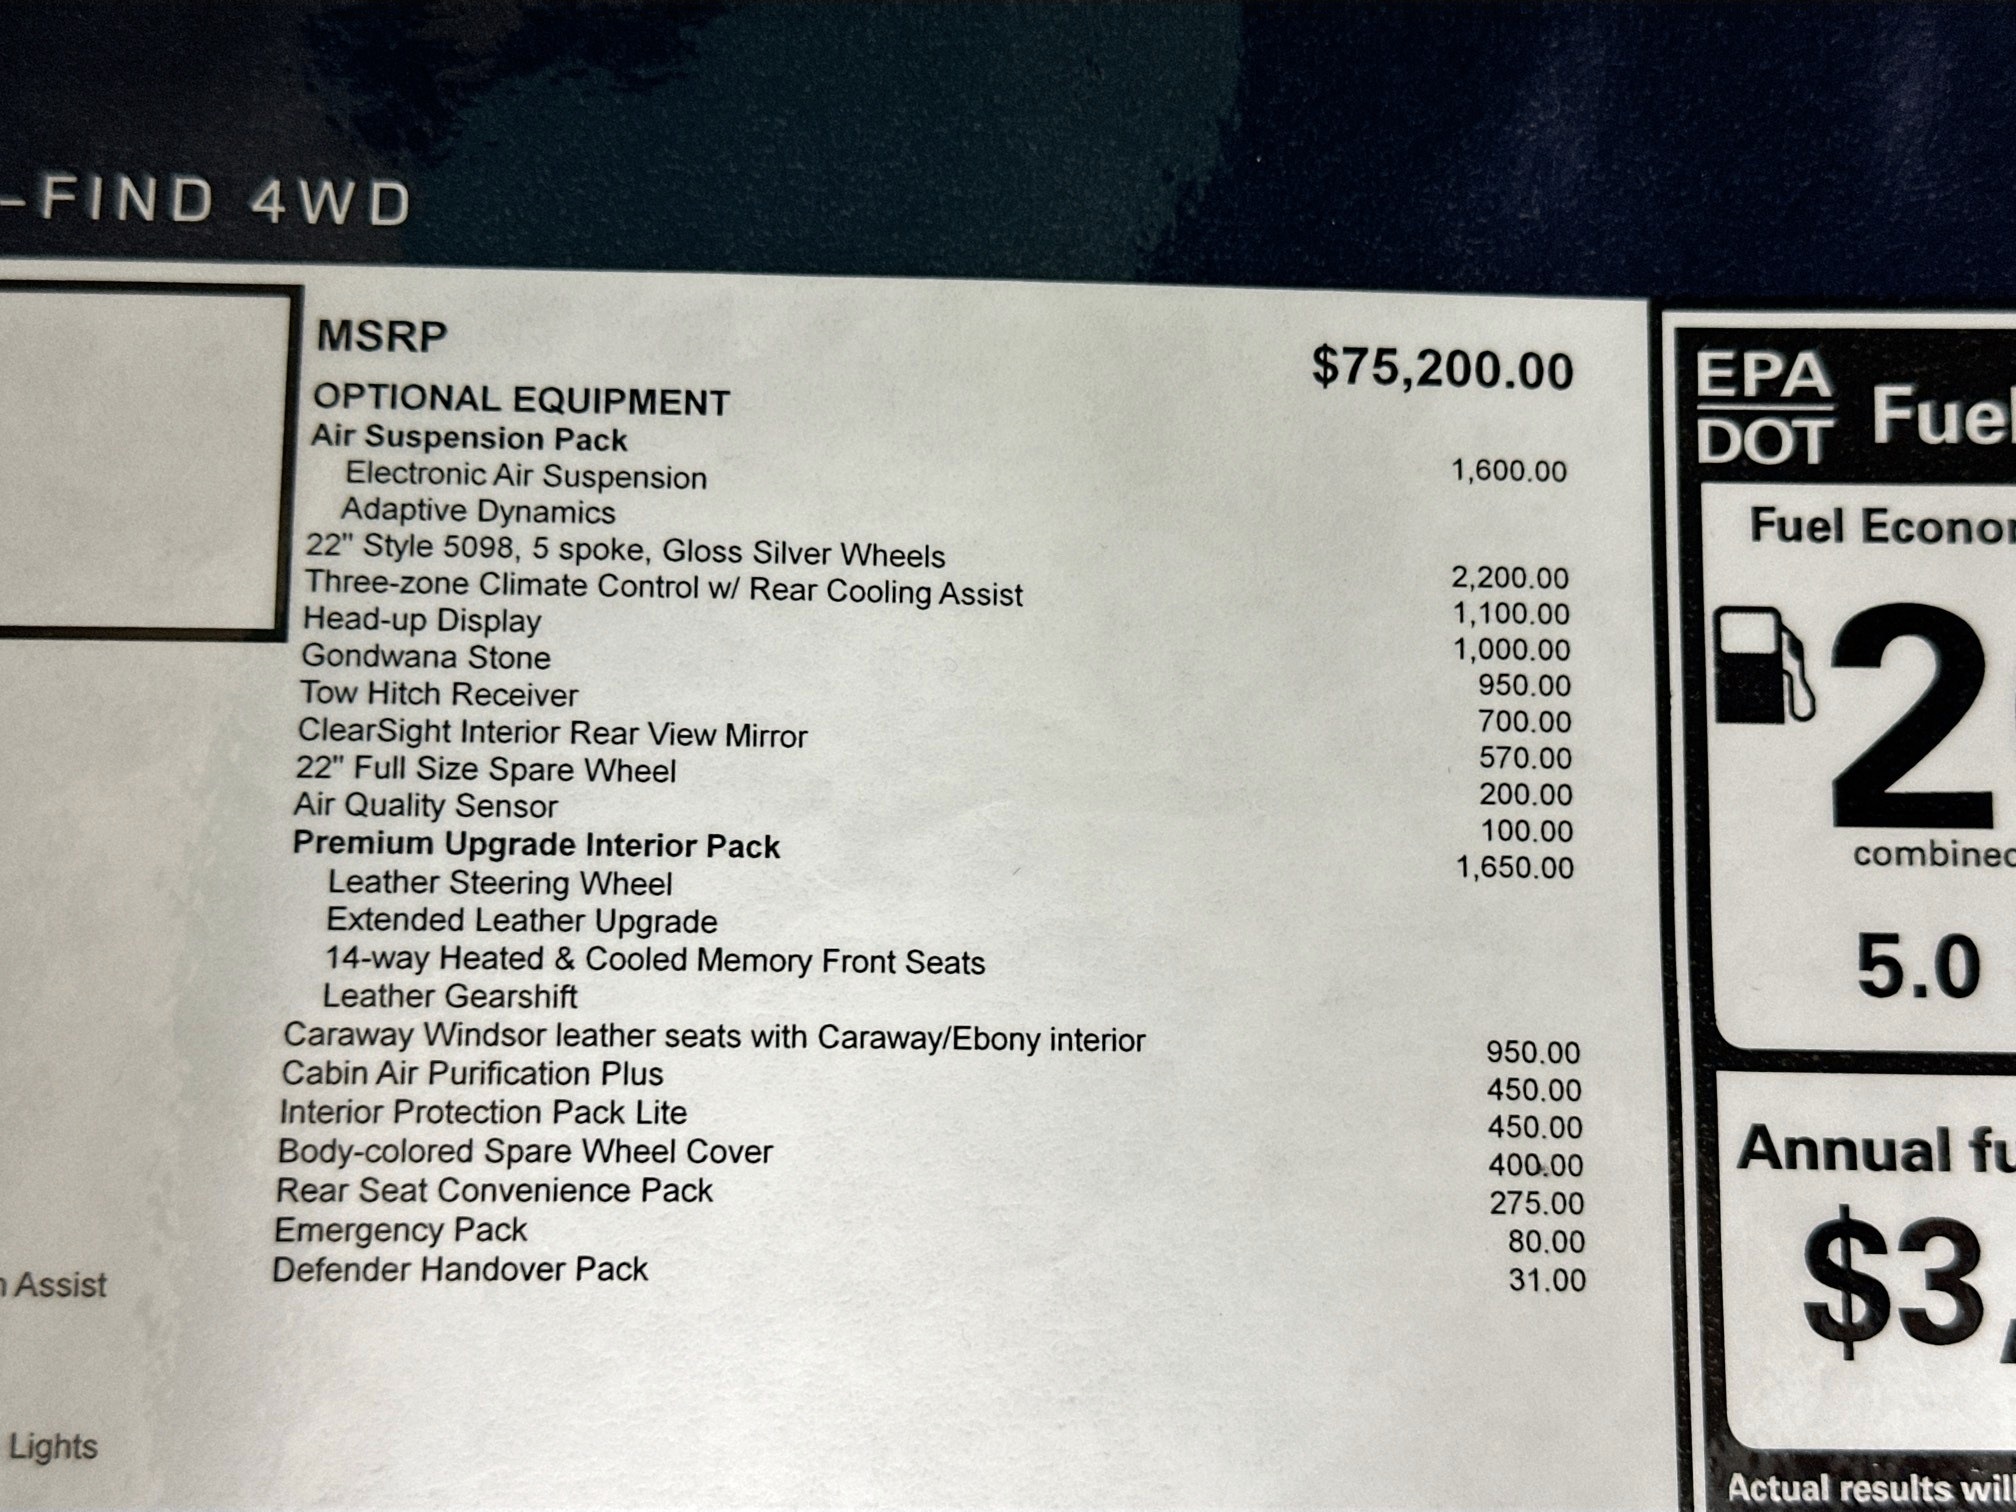 -FIND 4WD
MSRP $75,200.00
OPTIONAL EQUIPMENT
Air Suspension Pack 1,600.00
Electronic Air Suspension
Adaptive Dynamics
22" Style 5098, 5 spoke, Gloss Silver Wheels 2,200.00
Three-zone Climate Control w/ Rear Cooling Assist 1,100.00
Head-up Display 1,000.00
Gondwana Stone 950.00
Tow Hitch Receiver 700.00
ClearSight Interior Rear View Mirror 570.00
22" Full Size Spare Wheel 200.00
Air Quality Sensor 100.00
Premium Upgrade Interior Pack 1,650.00
Leather Steering Wheel
Extended Leather Upgrade
14-way Heated & Cooled Memory Front Seats
Leather Gearshift
Caraway Windsor leather seats with Caraway/Ebony interior 950.00
Cabin Air Purification Plus 450.00
Interior Protection Pack Lite 450.00
Body-colored Spare Wheel Cover 400.00
Rear Seat Convenience Pack 275.00
Emergency Pack 80.00
Defender Handover Pack 31.00
Assist
Lights
EPA
DOT
Fuel
Fuel Econo
2
combined
5.0
Annual fu
$3,
Actual results will